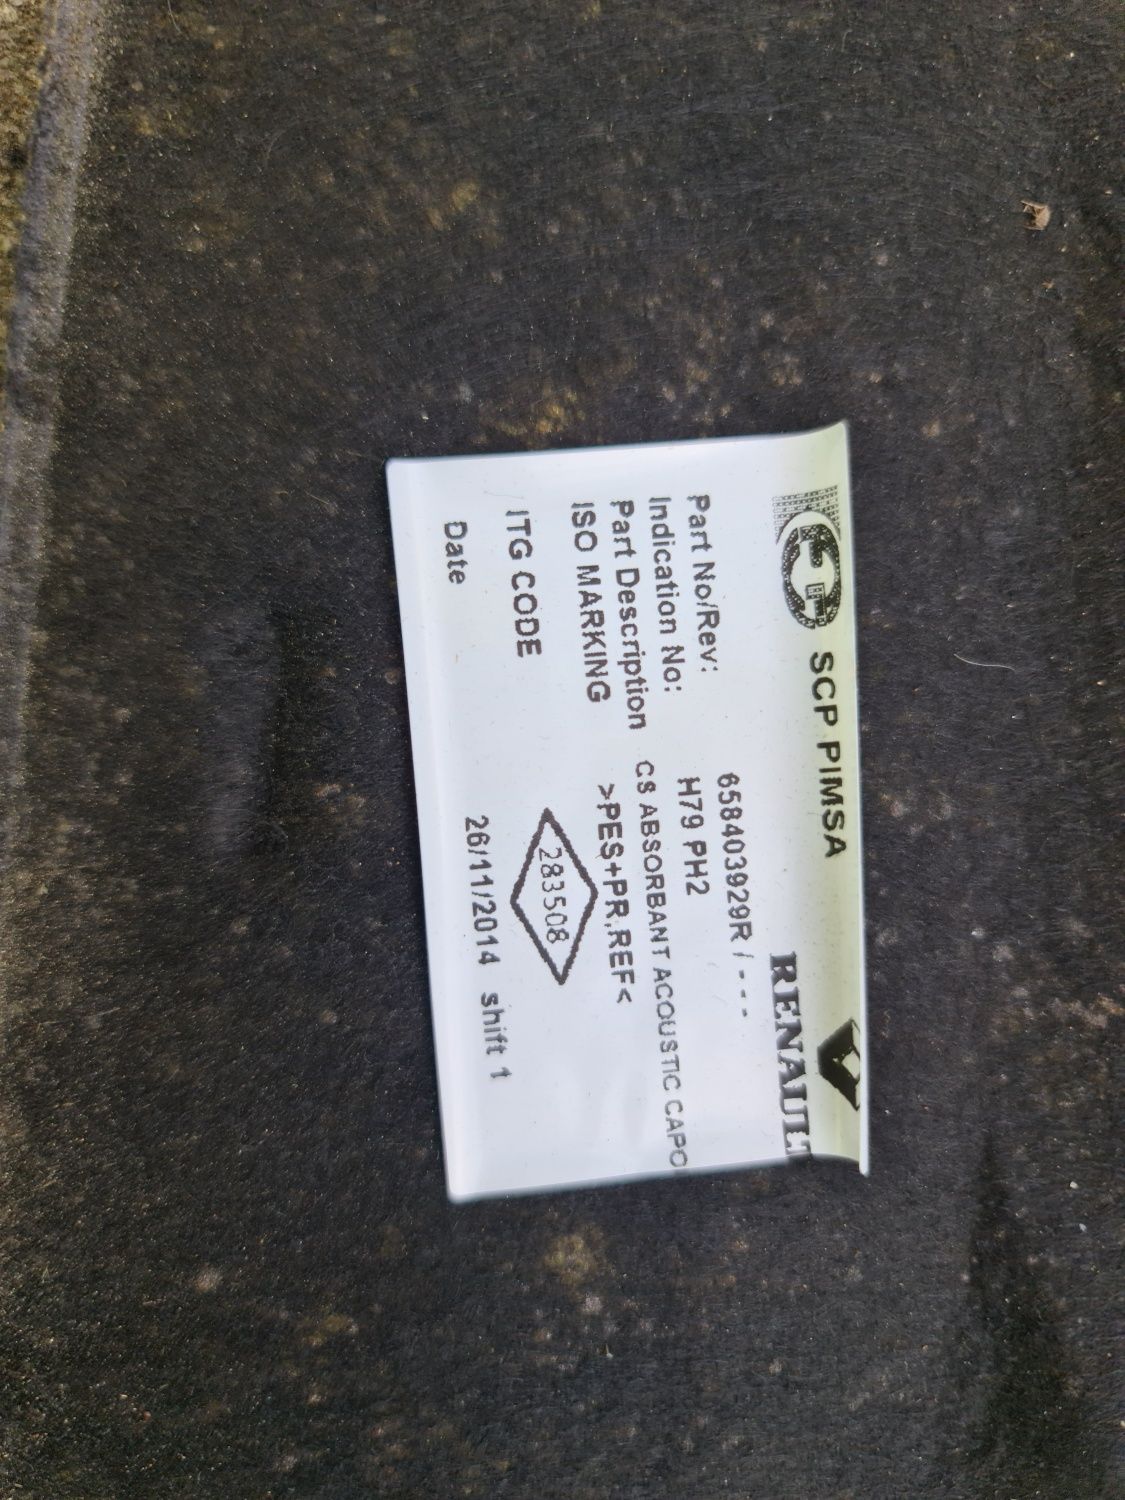 SCP PIMSA
RENAULT
Part No/Rev: 658403929R / - - -
Indication No: H79 PH2
Part Description CS ABSORBANT ACOUSTIC CAPO
ISO MARKING >PES+PR.REF<
ITG CODE 283508
Date 26/11/2014 shift 1